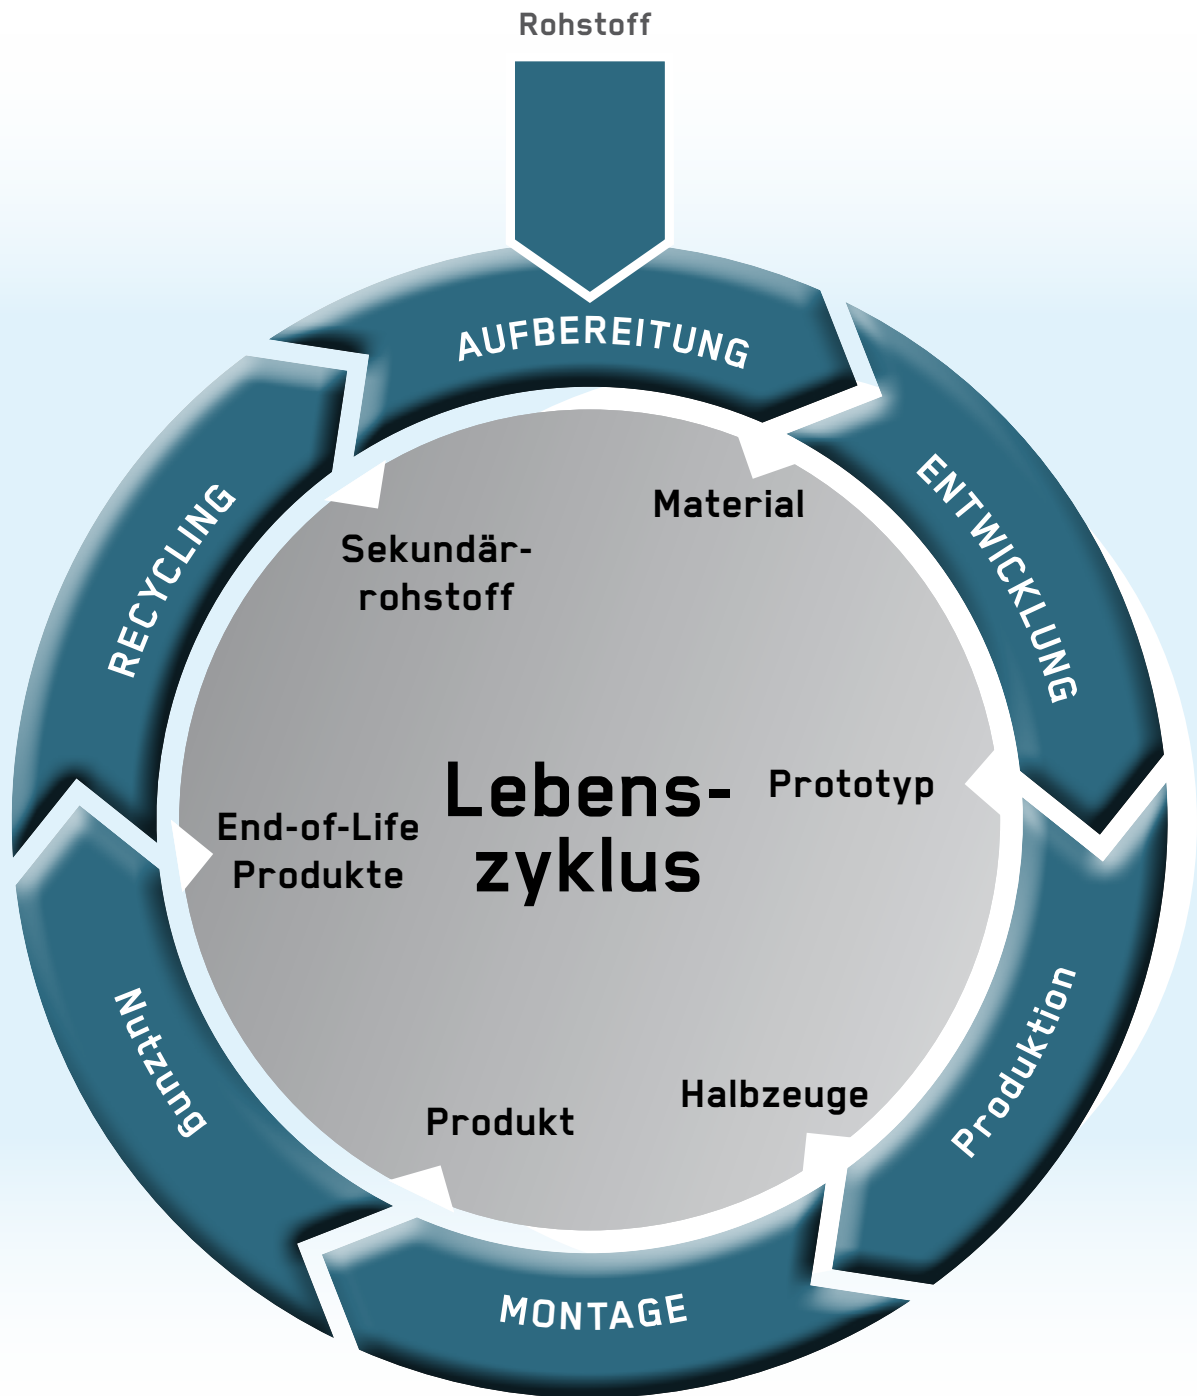 Rohstoff
AUFBEREITUNG
ENTWICKLUNG
Produktion
MONTAGE
Nutzung
RECYCLING
Material
Prototyp
Halbzeuge
Produkt
End-of-Life
Produkte
Sekundär-
rohstoff
Lebens-
zyklus